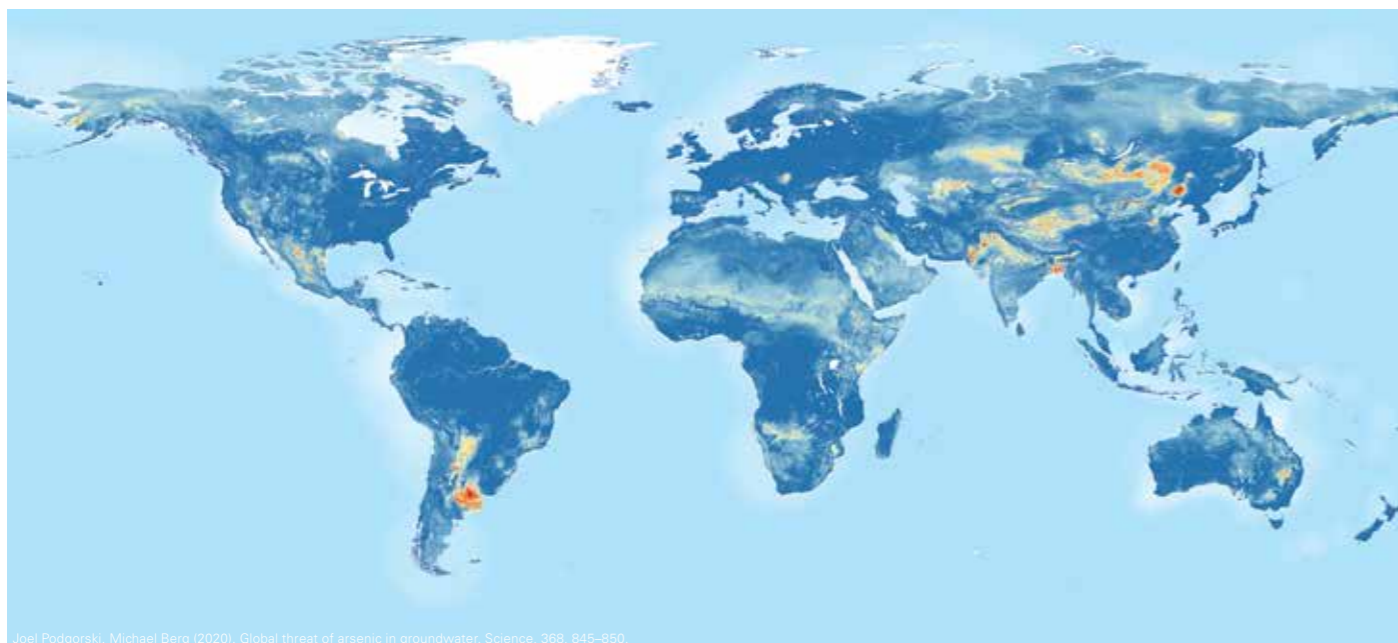 Joel Podgorski, Michael Berg (2020). Global threat of arsenic in groundwater. Science, 368, 845–850.